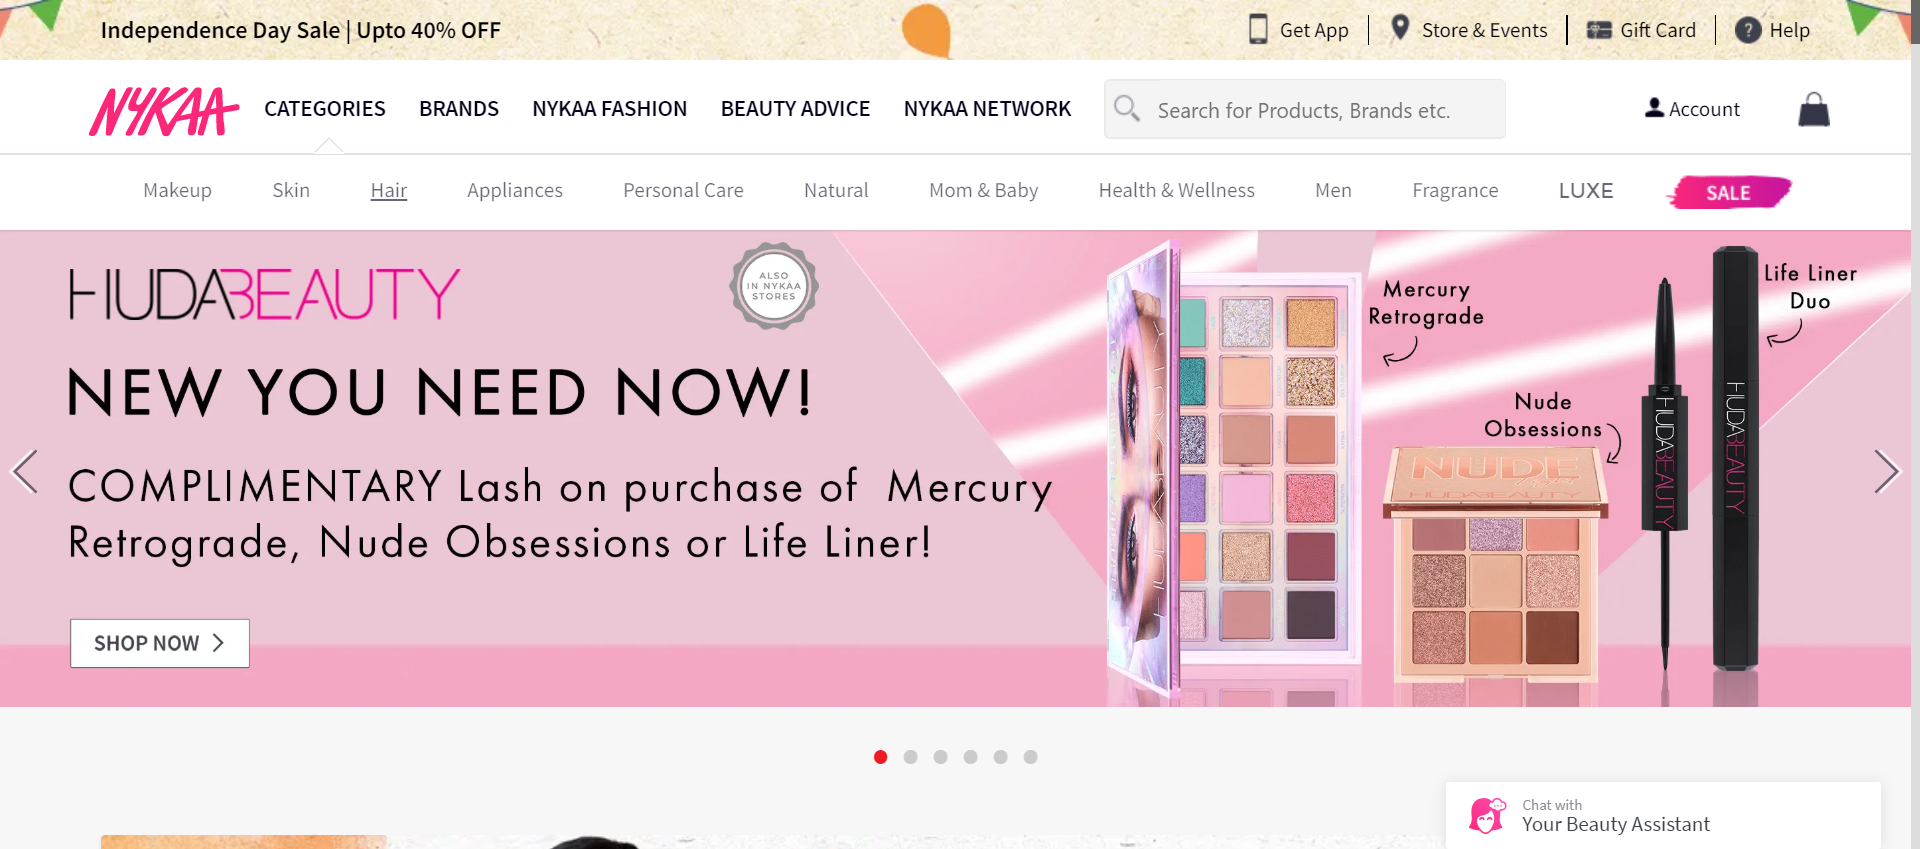 Independence Day Sale | Upto 40% OFF
Get App
Store & Events
Gift Card
? Help
NYKAA
CATEGORIES
BRANDS
NYKAA FASHION
BEAUTY ADVICE
NYKAA NETWORK
Search for Products, Brands etc.
Account
Makeup
Skin
Hair
Appliances
Personal Care
Natural
Mom & Baby
Health & Wellness
Men
Fragrance
LUXE
SALE
HUDABEAUTY
ALSO
IN NYKAA
STORES
NEW YOU NEED NOW!
COMPLIMENTARY Lash on purchase of Mercury
Retrograde, Nude Obsessions or Life Liner!
SHOP NOW
Mercury
Retrograde
Life Liner
Duo
Nude
Obsessions
NUDE
HUDABEAUTY
HUDABEAUTY
HUDABEAUTY
HUDABEAUTY
Chat with
Your Beauty Assistant